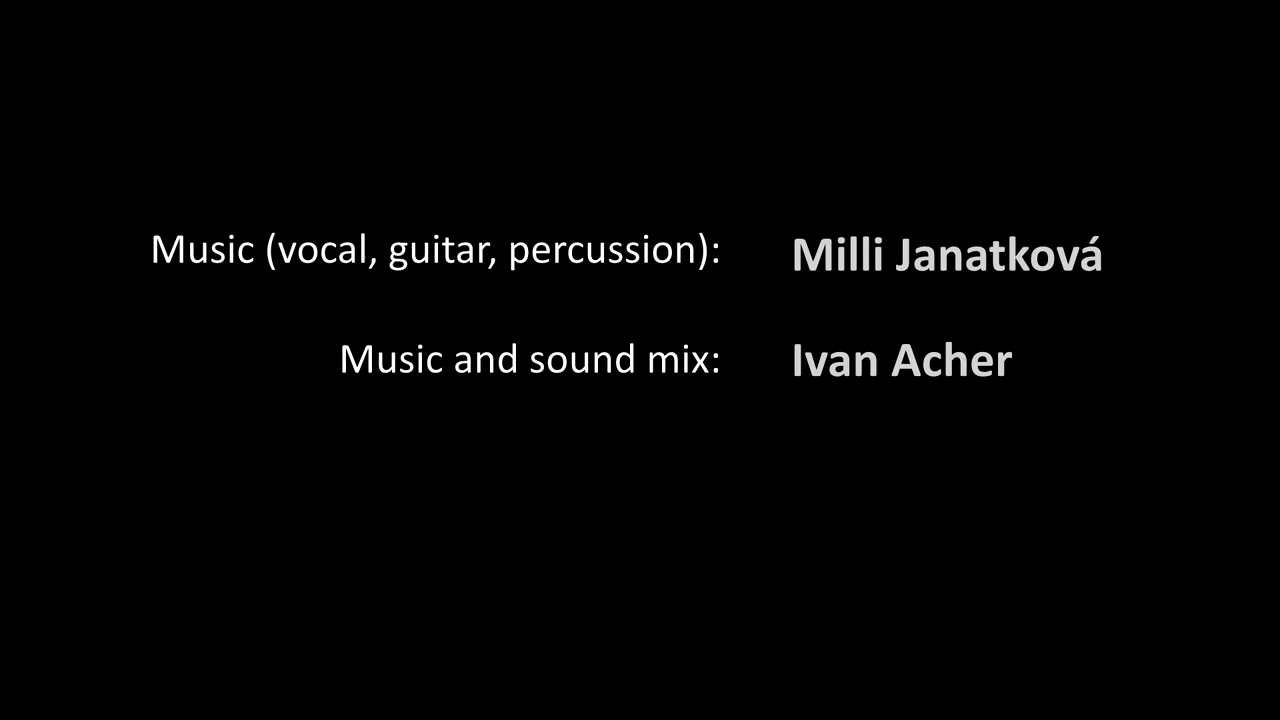 Music (vocal, guitar, percussion): Milli Janatková
Music and sound mix: Ivan Acher